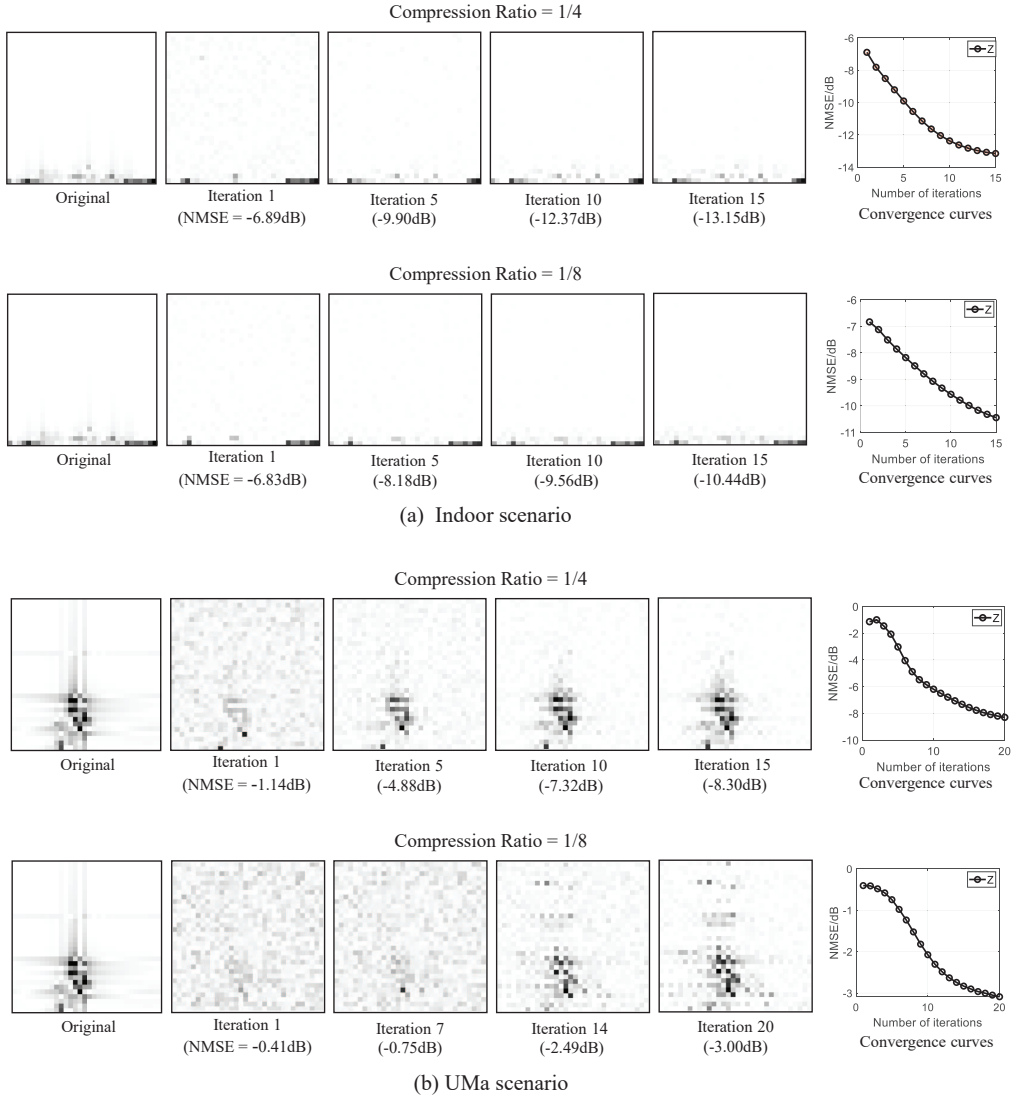 Compression Ratio = 1/4
Original
Iteration 1
(NMSE = -6.89dB)
Iteration 5
(-9.90dB)
Iteration 10
(-12.37dB)
Iteration 15
(-13.15dB)
Z
NMSE/dB
-6
-8
-10
-12
-14
0
5
10
15
Number of iterations
Convergence curves
Compression Ratio = 1/8
Original
Iteration 1
(NMSE = -6.83dB)
Iteration 5
(-8.18dB)
Iteration 10
(-9.56dB)
Iteration 15
(-10.44dB)
Z
NMSE/dB
-6
-7
-8
-9
-10
-11
0
5
10
15
Number of iterations
Convergence curves
(a) Indoor scenario
Compression Ratio = 1/4
Original
Iteration 1
(NMSE = -1.14dB)
Iteration 5
(-4.88dB)
Iteration 10
(-7.32dB)
Iteration 15
(-8.30dB)
Z
NMSE/dB
0
-2
-4
-6
-8
-10
0
10
20
Number of iterations
Convergence curves
Compression Ratio = 1/8
Original
Iteration 1
(NMSE = -0.41dB)
Iteration 7
(-0.75dB)
Iteration 14
(-2.49dB)
Iteration 20
(-3.00dB)
Z
NMSE/dB
0
-1
-2
-3
0
10
20
Number of iterations
Convergence curves
(b) UMa scenario